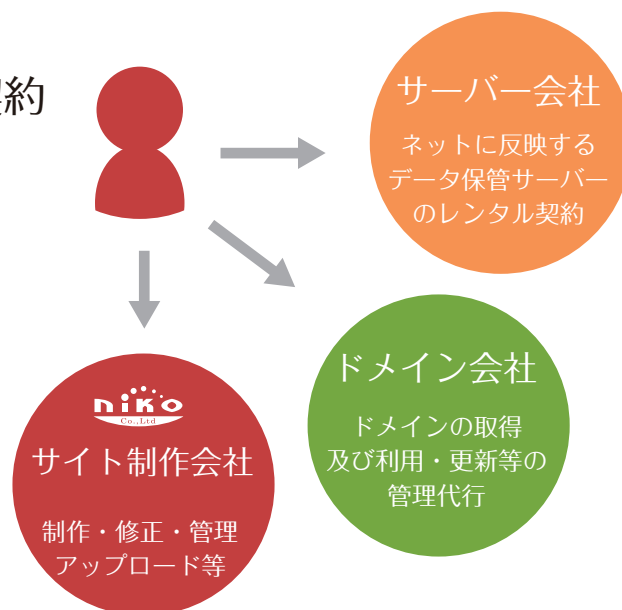 約
サーバー会社
ネットに反映する
データ保管サーバー
のレンタル契約
ドメイン会社
ドメインの取得
及び利用・更新等の
管理代行
niko
Co.,Ltd
サイト制作会社
制作・修正・管理
アップロード等